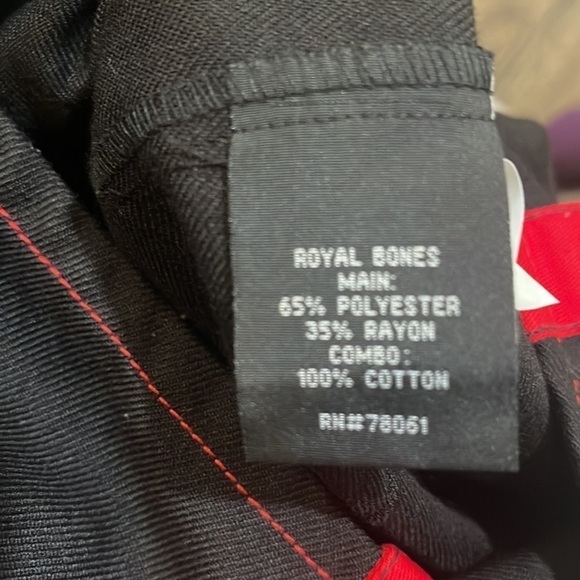 ROYAL BONES
MAIN:
65% POLYESTER
35% RAYON
COMBO:
100% COTTON
RN#78061